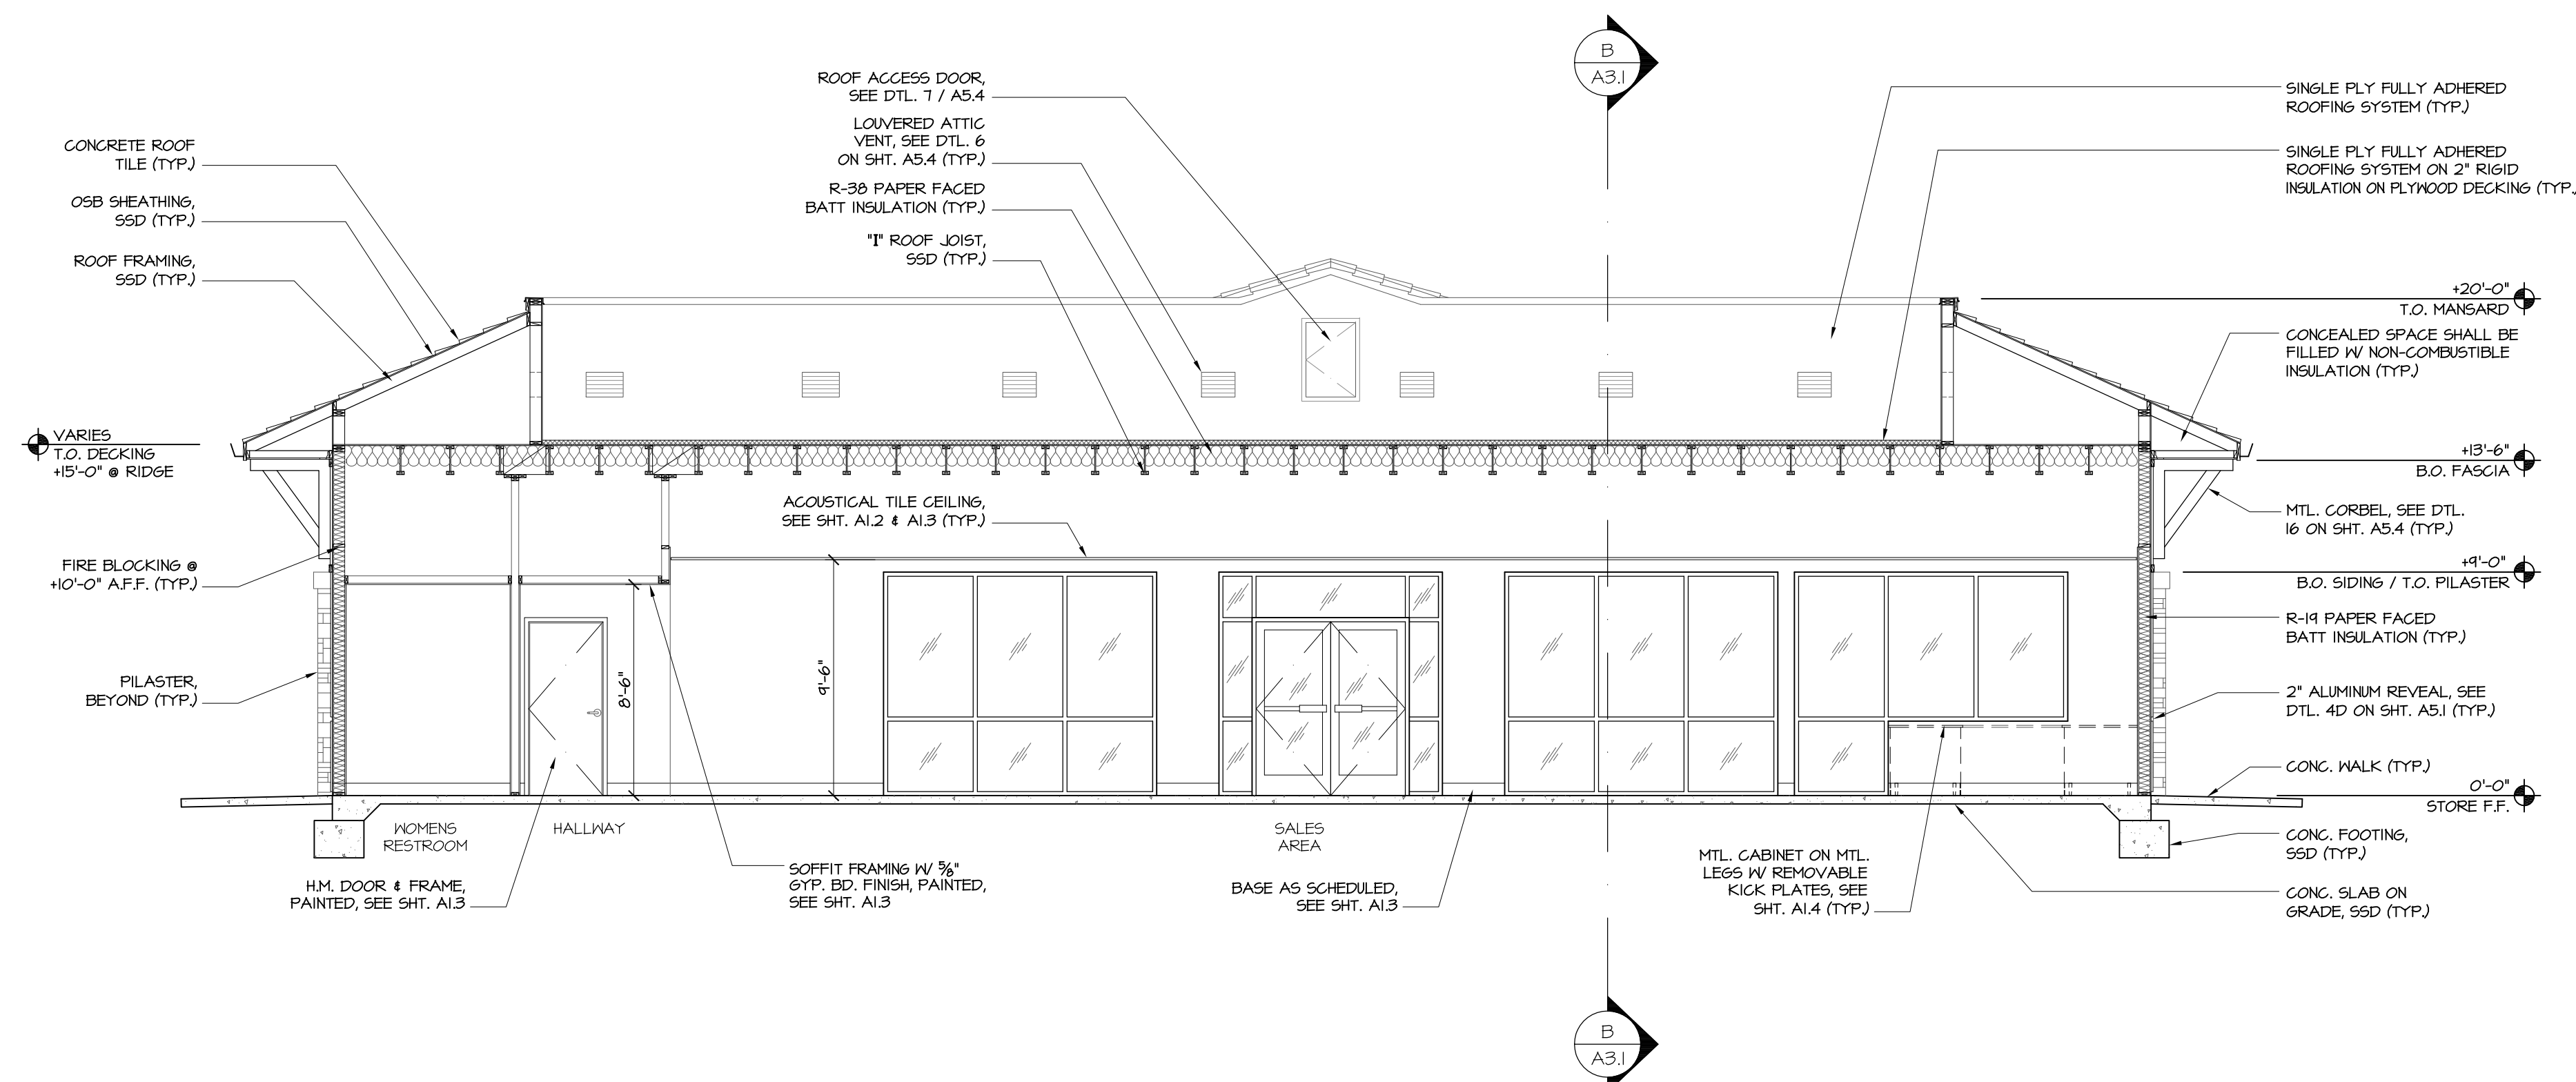 B
A3.1
ROOF ACCESS DOOR,
SEE DTL. 7 / A5.4
LOUVERED ATTIC
VENT, SEE DTL. 6
ON SHT. A5.4 (TYP.)
R-38 PAPER FACED
BATT INSULATION (TYP.)
"I" ROOF JOIST,
SSD (TYP.)
CONCRETE ROOF
TILE (TYP.)
OSB SHEATHING,
SSD (TYP.)
ROOF FRAMING,
SSD (TYP.)
VARIES
T.O. DECKING
+15'-0" @ RIDGE
FIRE BLOCKING @
+10'-0" A.F.F. (TYP.)
PILASTER,
BEYOND (TYP.)
ACOUSTICAL TILE CEILING,
SEE SHT. A1.2 & A1.3 (TYP.)
8'-6"
9'-6"
SINGLE PLY FULLY ADHERED
ROOFING SYSTEM (TYP.)
SINGLE PLY FULLY ADHERED
ROOFING SYSTEM ON 2" RIGID
INSULATION ON PLYWOOD DECKING (TYP.)
+20'-0"
T.O. MANSARD
CONCEALED SPACE SHALL BE
FILLED W/ NON-COMBUSTIBLE
INSULATION (TYP.)
+13'-6"
B.O. FASCIA
MTL. CORBEL, SEE DTL.
16 ON SHT. A5.4 (TYP.)
+9'-0"
B.O. SIDING / T.O. PILASTER
R-19 PAPER FACED
BATT INSULATION (TYP.)
2" ALUMINUM REVEAL, SEE
DTL. 4D ON SHT. A5.1 (TYP.)
CONC. WALK (TYP.)
0'-0"
STORE F.F.
CONC. FOOTING,
SSD (TYP.)
CONC. SLAB ON
GRADE, SSD (TYP.)
WOMENS
RESTROOM
HALLWAY
SALES
AREA
H.M. DOOR & FRAME,
PAINTED, SEE SHT. A1.3
SOFFIT FRAMING W/ 5/8"
GYP. BD. FINISH, PAINTED,
SEE SHT. A1.3
BASE AS SCHEDULED,
SEE SHT. A1.3
MTL. CABINET ON MTL.
LEGS W/ REMOVABLE
KICK PLATES, SEE
SHT. A1.4 (TYP.)
B
A3.1